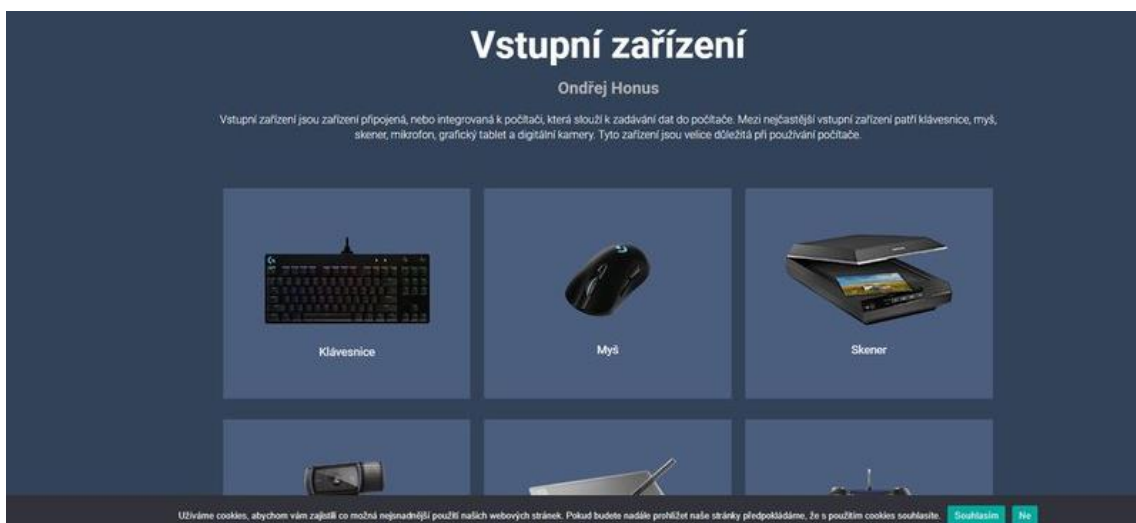 Vstupní zařízení
Ondřej Honus
Vstupní zařízení jsou zařízení připojená, nebo integrovaná k počítači, která slouží k zadávání dat do počítače. Mezi nejčastější vstupní zařízení patří klávesnice, myš,
skener, mikrofon, grafický tablet a digitální kamery. Tyto zařízení jsou velice důležitá při používání počítače.
Klávesnice
Myš
Skener
Užíváme cookies, abychom vám zajistili co možná nejsnadnější použití našich webových stránek. Pokud budete nadále prohlížet naše stránky předpokládáme, že s použitím cookies souhlasíte.
Souhlasím
Ne